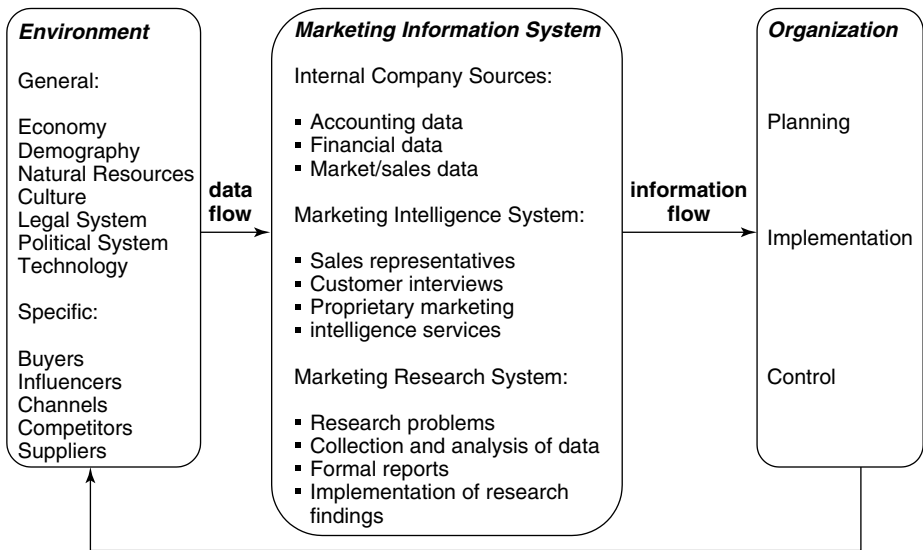 Environment
General:
Economy
Demography
Natural Resources
Culture
Legal System
Political System
Technology
Specific:
Buyers
Influencers
Channels
Competitors
Suppliers
data
flow
Marketing Information System
Internal Company Sources:
▪ Accounting data
▪ Financial data
▪ Market/sales data
Marketing Intelligence System:
▪ Sales representatives
▪ Customer interviews
▪ Proprietary marketing
▪ intelligence services
Marketing Research System:
▪ Research problems
▪ Collection and analysis of data
▪ Formal reports
▪ Implementation of research
findings
information
flow
Organization
Planning
Implementation
Control